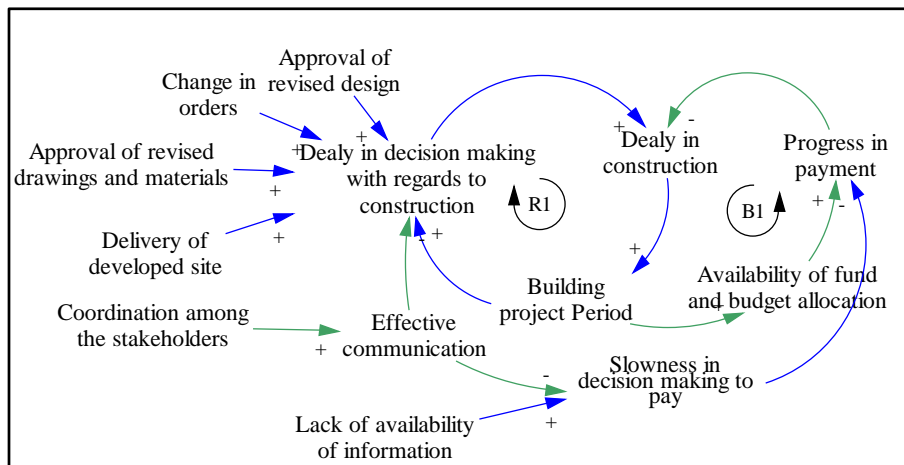 Approval of
revised design
Change in
orders
+
+
Approval of revised
drawings and materials
+
Delivery of
developed site
+
Dealy in decision making
with regards to
construction
- +
R1
+
Dealy in
construction
-
B1
Progress in
payment
+ -
+
Building
project Period
Availability of fund
and budget allocation
+
Coordination among
the stakeholders
+
Effective
communication
-
Slowness in
decision making to
pay
Lack of availability
of information
+